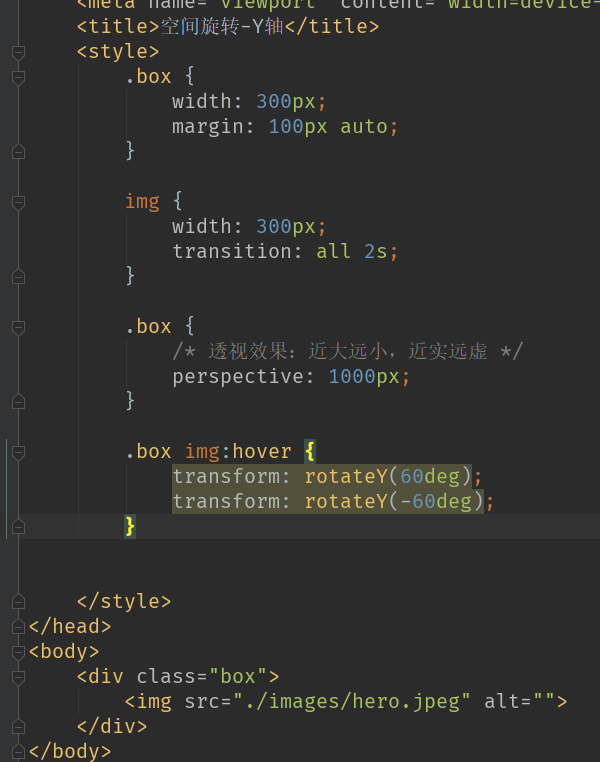 <meta name="viewport" content="width=device-
<title>空间旋转-Y轴</title>
<style>
.box {
width: 300px;
margin: 100px auto;
}
img {
width: 300px;
transition: all 2s;
}
.box {
/* 透视效果: 近大远小, 近实远虚 */
perspective: 1000px;
}
.box img:hover {
transform: rotateY(60deg);
transform: rotateY(-60deg);
}
</style>
</head>
<body>
<div class="box">
<img src="./images/hero.jpeg" alt="">
</div>
</body>